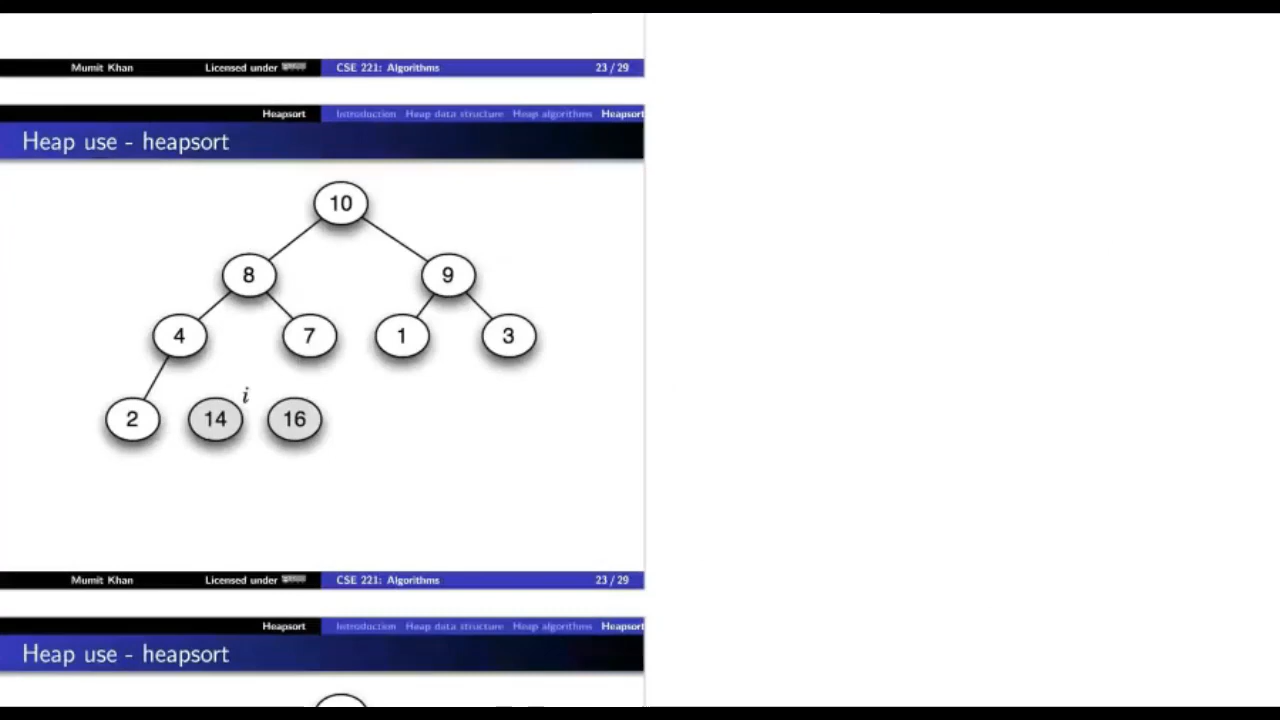 Mumit Khan Licensed under CSE 221: Algorithms 23 / 29
Heapsort Introduction Heap data structure Heap algorithms Heapsort
Heap use - heapsort
10
8 9
4 7 1 3
i
2 14 16
Mumit Khan Licensed under CSE 221: Algorithms 23 / 29
Heapsort Introduction Heap data structure Heap algorithms Heapsort
Heap use - heapsort